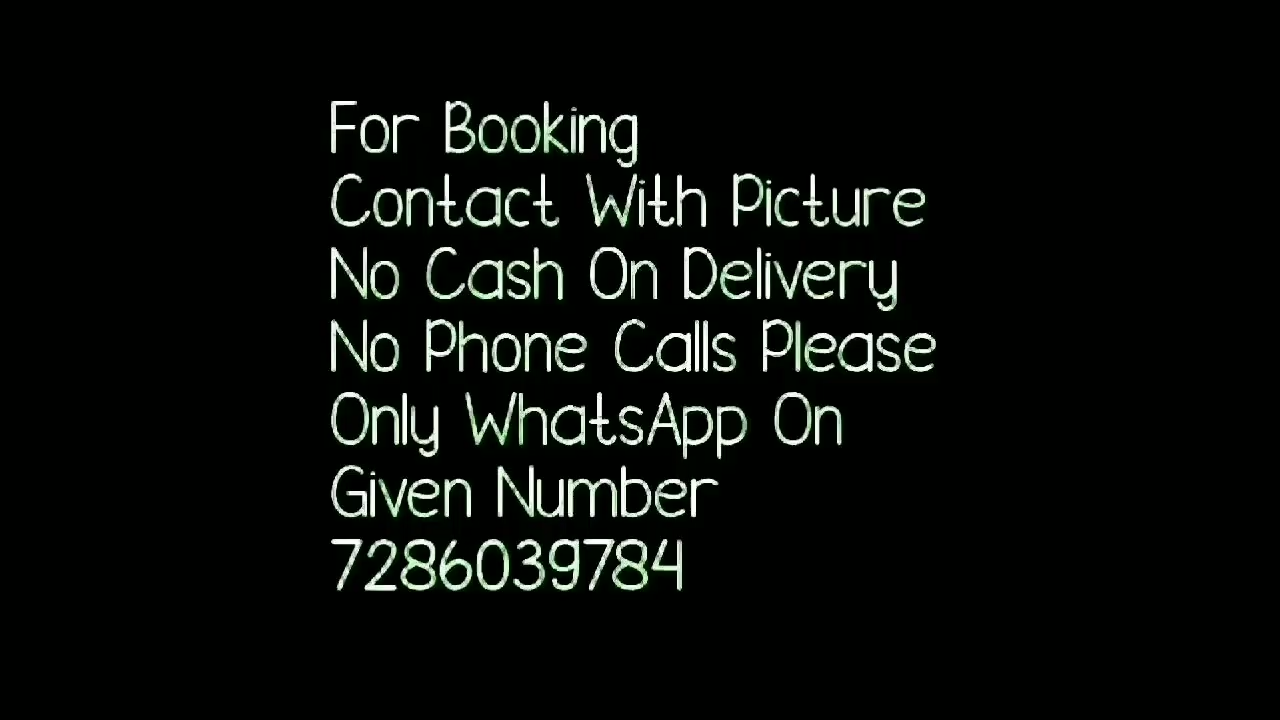 For Booking
Contact With Picture
No Cash On Delivery
No Phone Calls Please
Only WhatsApp On
Given Number
7286039784